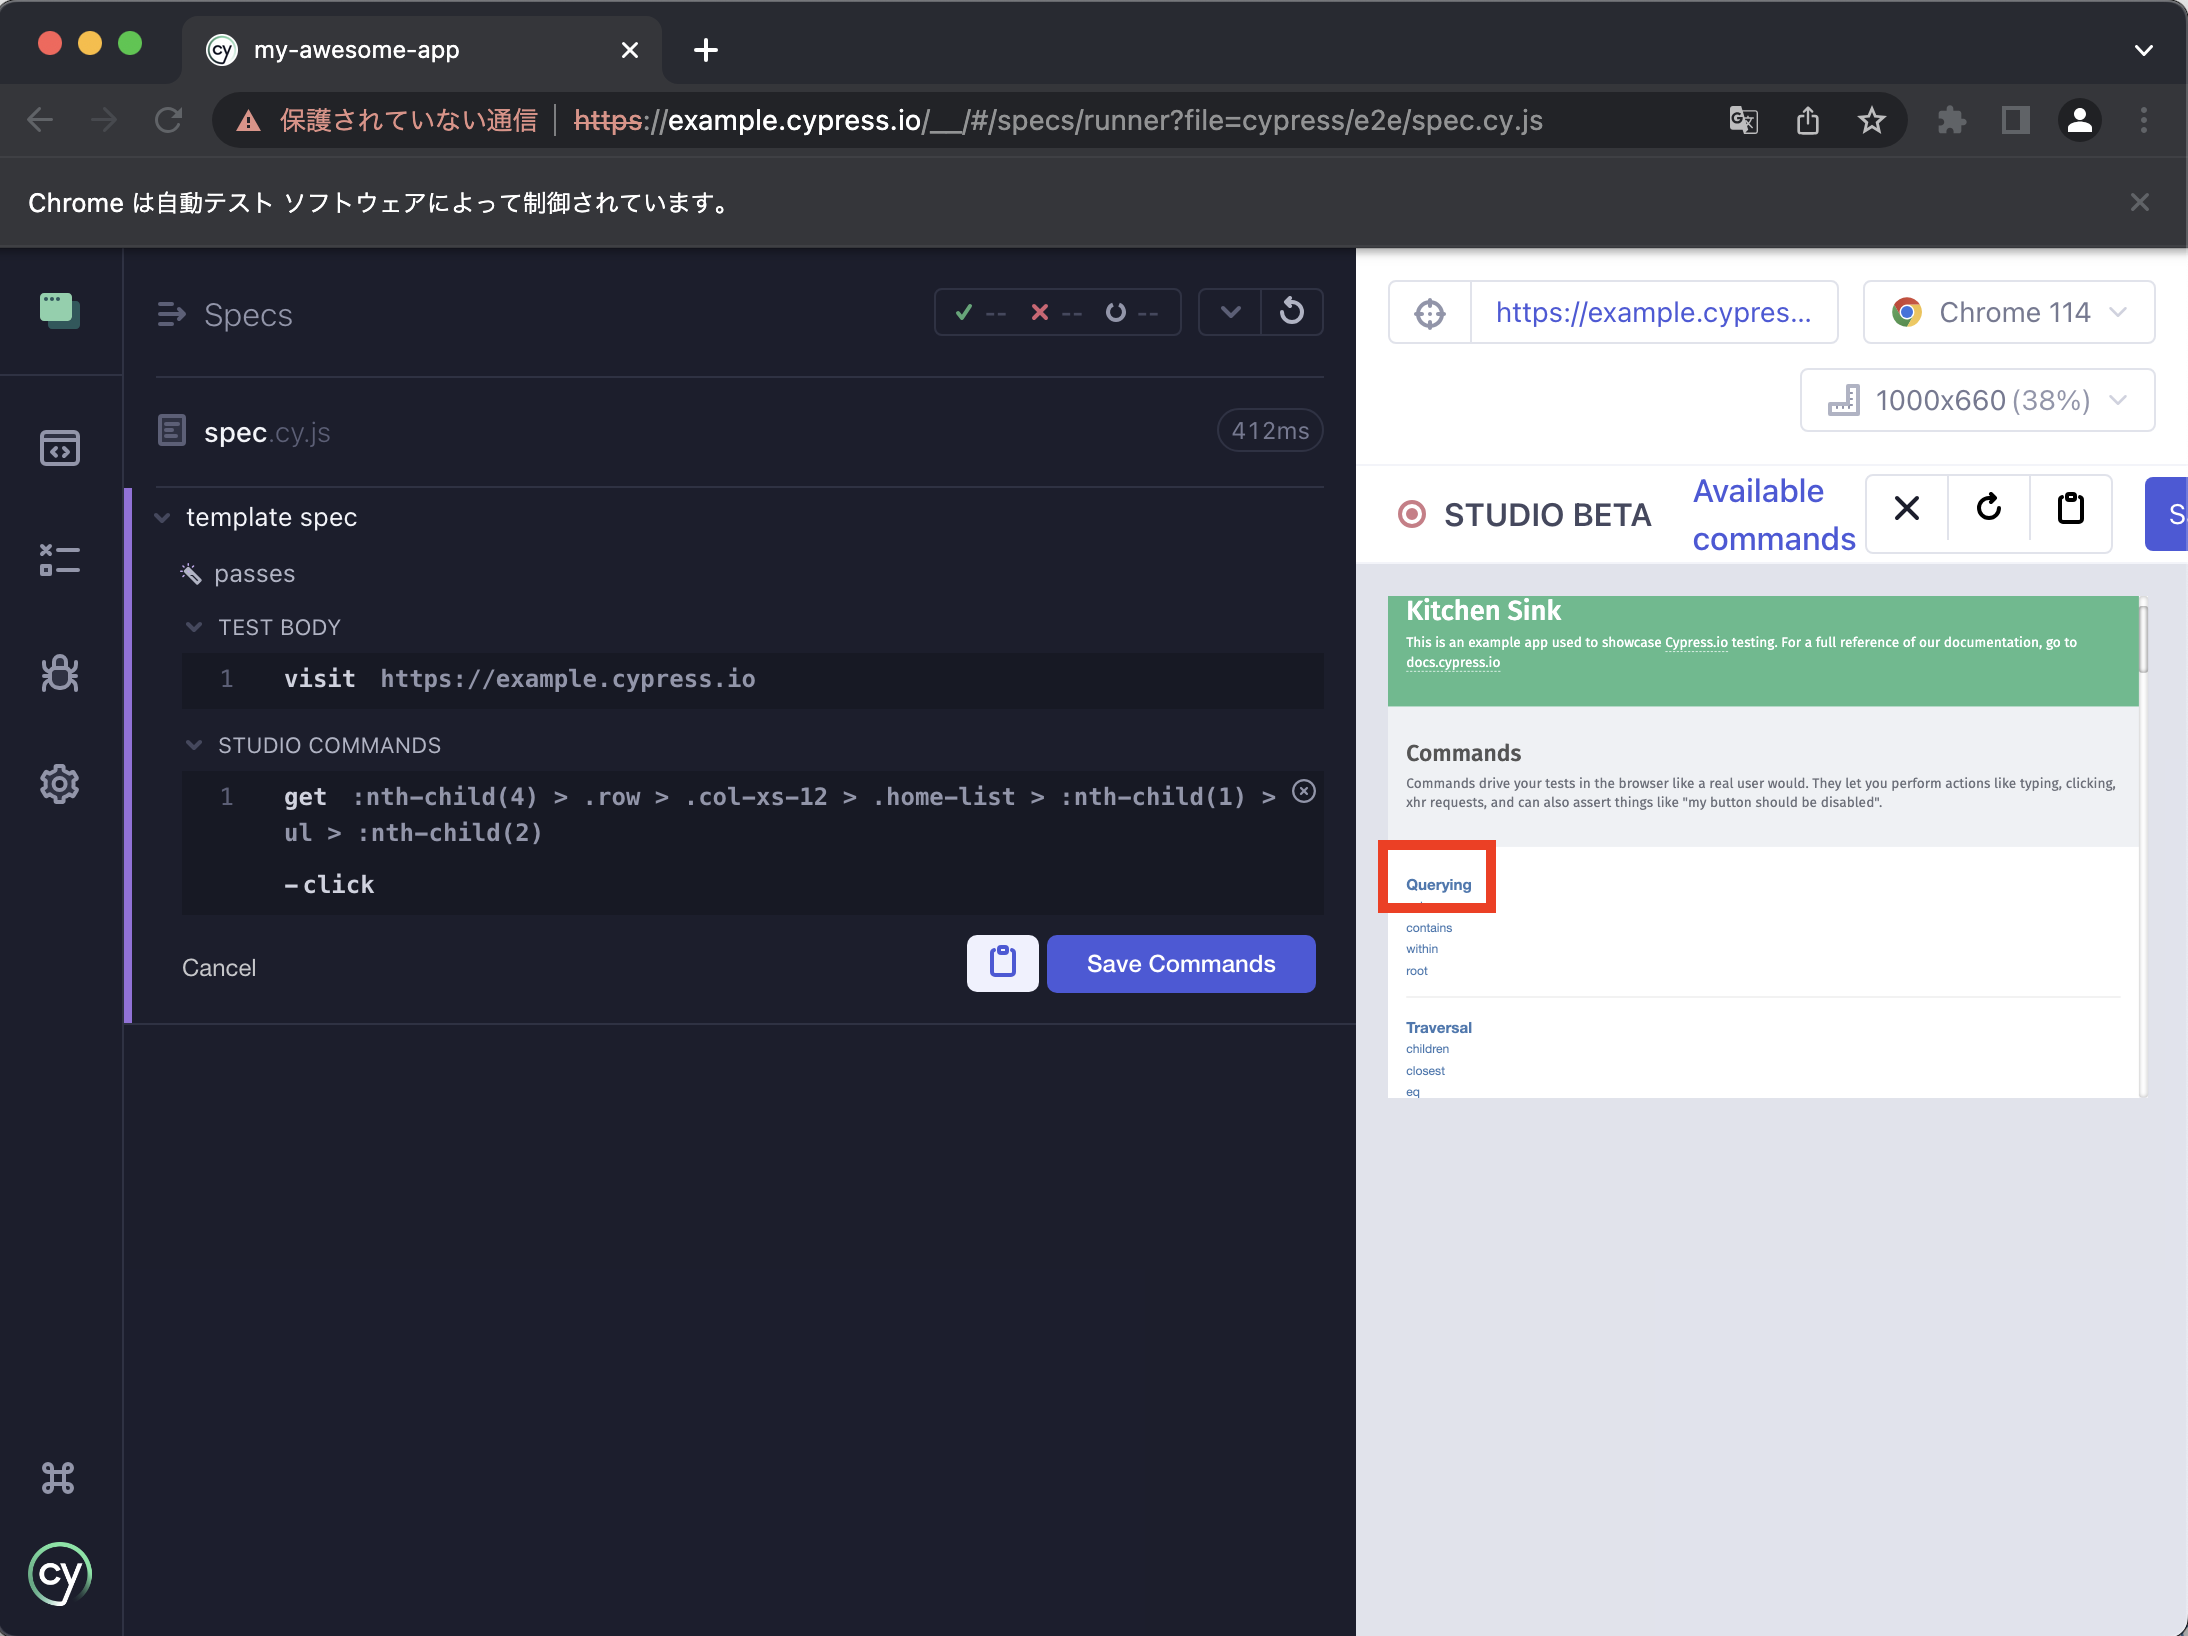 my-awesome-app
保護されていない通信 https://example.cypress.io/__/#/specs/runner?file=cypress/e2e/spec.cy.js
Chrome は自動テスト ソフトウェアによって制御されています。
Specs
-- -- --
spec.cy.js
412ms
template spec
passes
TEST BODY
1 visit https://example.cypress.io
STUDIO COMMANDS
1 get :nth-child(4) > .row > .col-xs-12 > .home-list > :nth-child(1) >
ul > :nth-child(2)
-click
Cancel
Save Commands
cy
https://example.cypres...
Chrome 114
1000x660 (38%)
STUDIO BETA
Available
commands
Kitchen Sink
This is an example app used to showcase Cypress.io testing. For a full reference of our documentation, go to
docs.cypress.io
Commands
Commands drive your tests in the browser like a real user would. They let you perform actions like typing, clicking,
xhr requests, and can also assert things like "my button should be disabled".
Querying
contains
within
root
Traversal
children
closest
eq